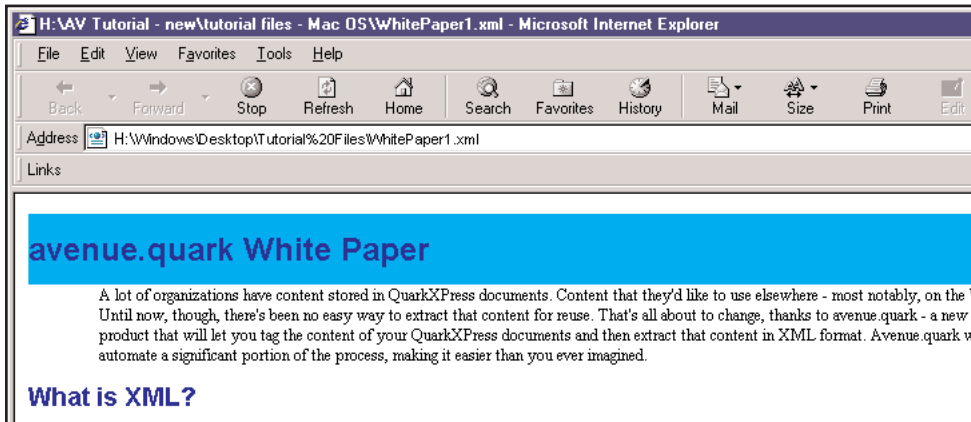 H:\AV Tutorial - new\tutorial files - Mac OS\WhitePaper1.xml - Microsoft Internet Explorer
File Edit View Favorites Tools Help
Back Forward Stop Refresh Home Search Favorites History Mail Size Print Edit
Address H:\Windows\Desktop\Tutorial%20Files\WhitePaper1.xml
Links
avenue.quark White Paper
A lot of organizations have content stored in QuarkXPress documents. Content that they'd like to use elsewhere - most notably, on the
Until now, though, there's been no easy way to extract that content for reuse. That's all about to change, thanks to avenue.quark - a new
product that will let you tag the content of your QuarkXPress documents and then extract that content in XML format. Avenue.quark
automate a significant portion of the process, making it easier than you ever imagined.
What is XML?